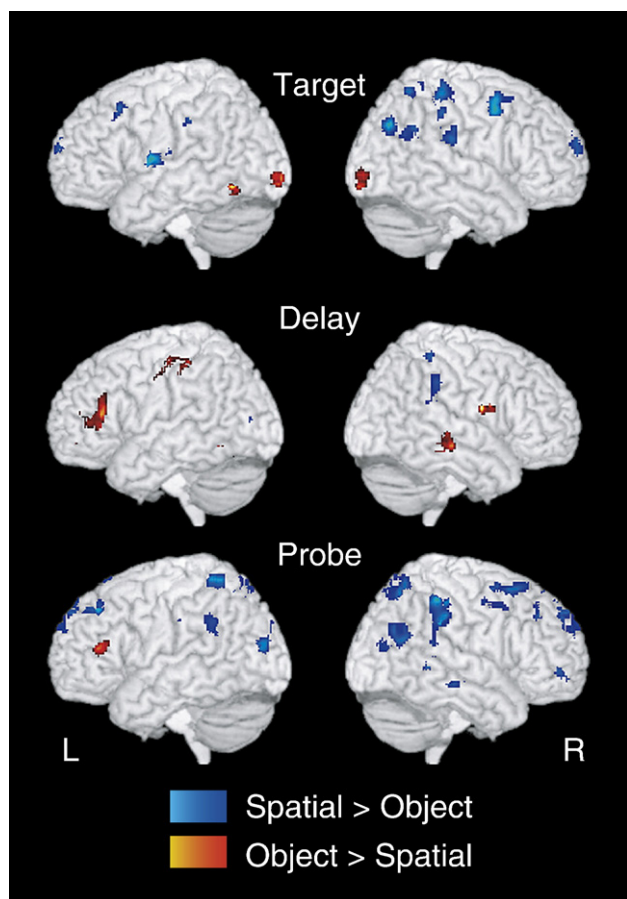 Target
Delay
Probe
L R
Spatial > Object
Object > Spatial